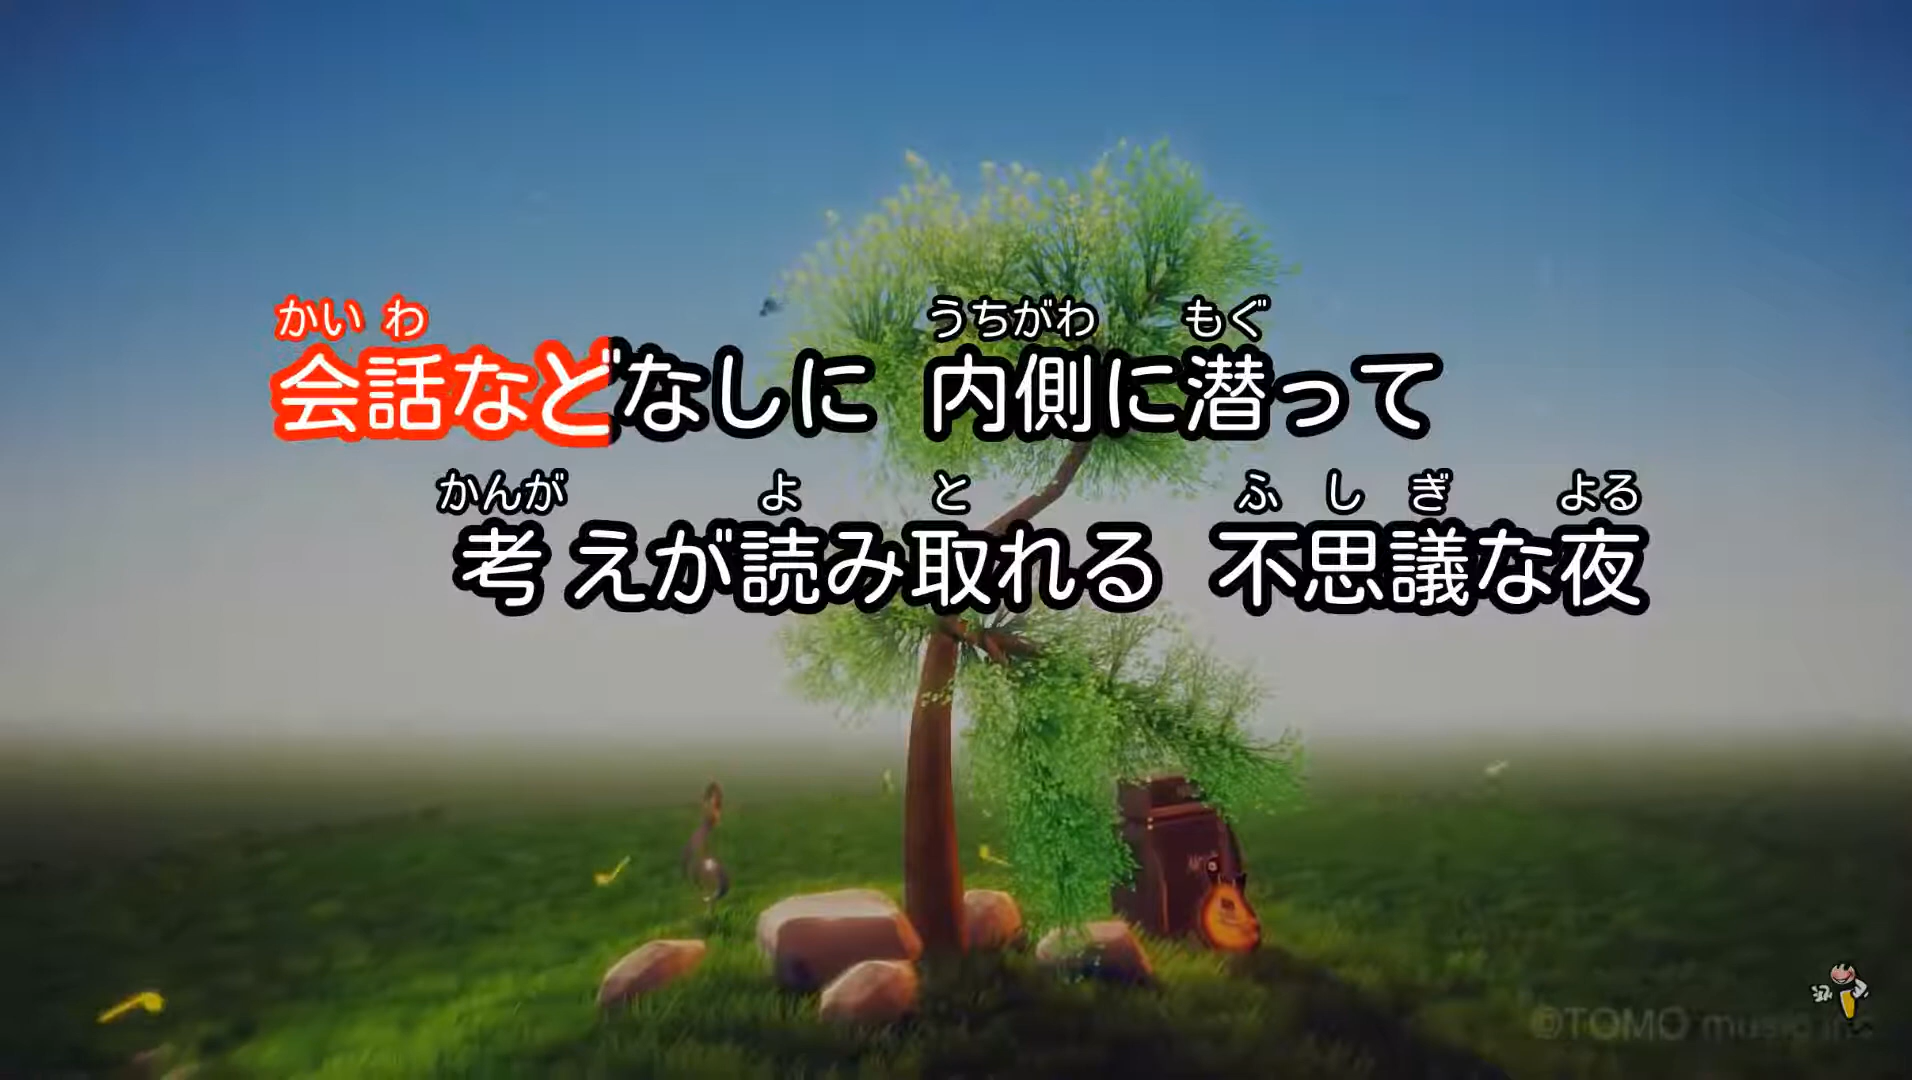 かいわ うちがわ もぐ
会話などなしに 内側に潜って
かんが よ と ふしぎ よる
考えが読み取れる 不思議な夜
©TOMO music